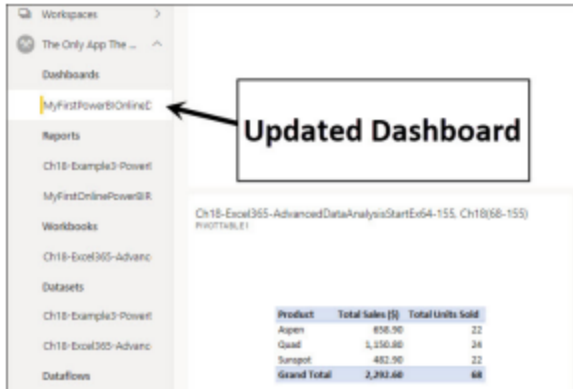 Workspaces
The Only App The ...
Dashboards
MyFirstPowerBIOnlineD
Updated Dashboard
Reports
Ch18-Example3-PowerI
MyFirstOnlinePowerBIR
Workbooks
Ch18-Excel365-Advanc
Datasets
Ch18-Example3-PowerI
Ch18-Excel365-Advanc
Dataflows
Ch18-Excel365-AdvancedDataAnalysisStartEx64-155, Ch18(68-155)
PIVOTTABLE1
Product Total Sales ($) Total Units Sold
Aspen 658.90 22
Quad 1,150.80 24
Sunspot 482.90 22
Grand Total 2,292.60 68